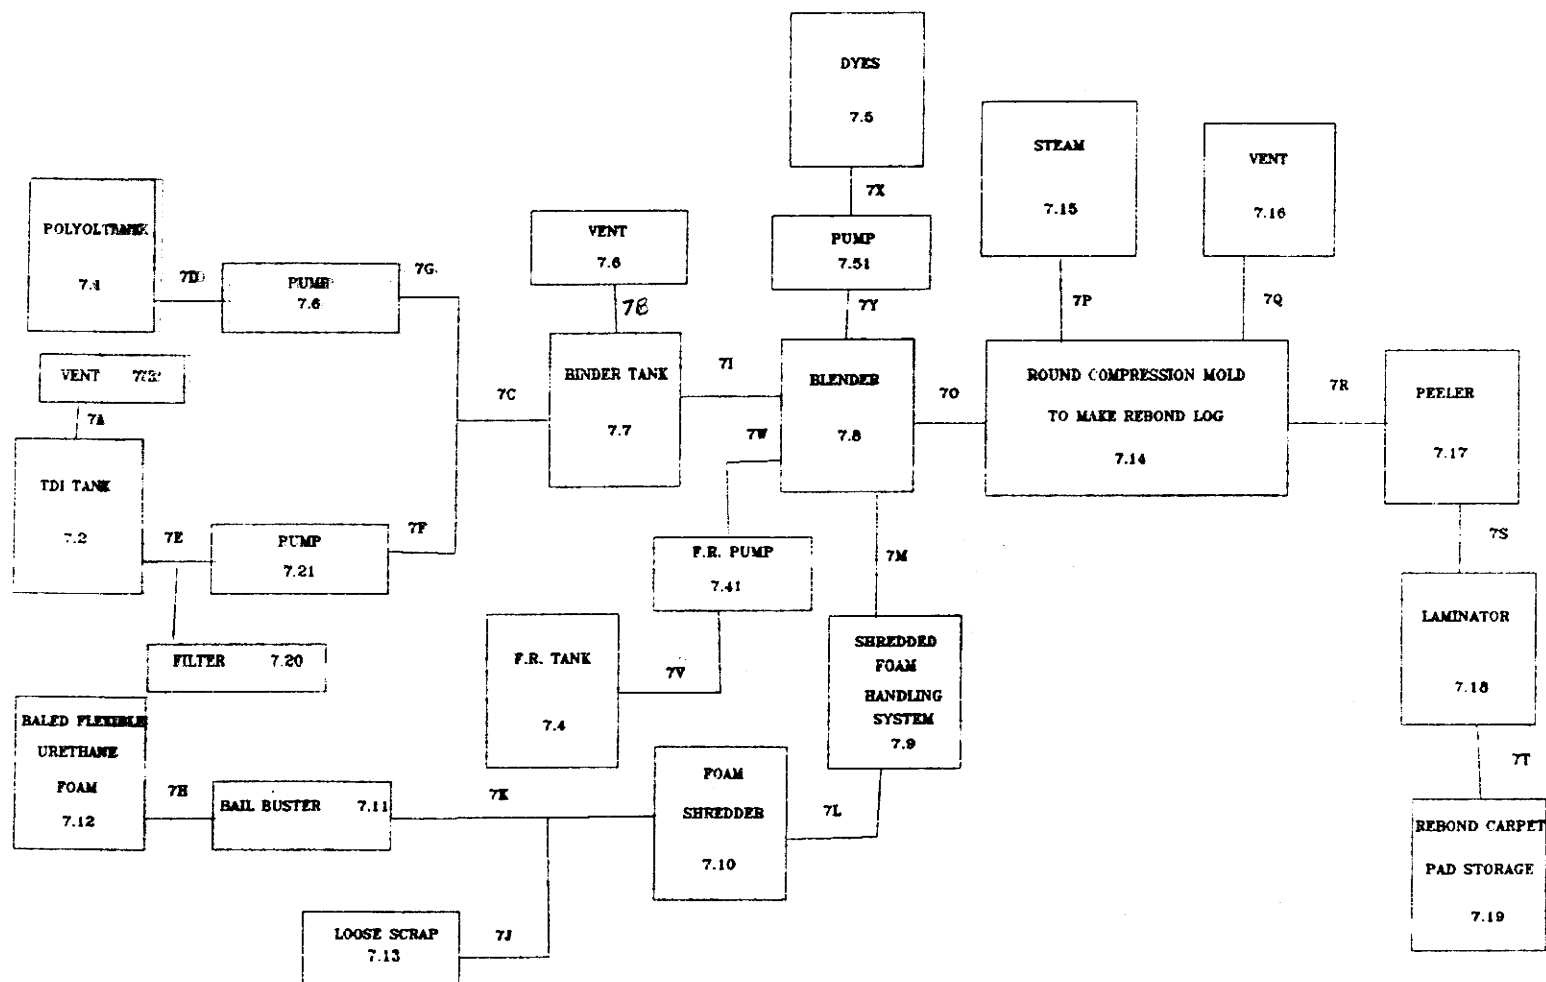 DYES
7.5
7X
PUMP
7.51
7Y
STEAM
7.15
7P
VENT
7.16
7Q
POLYOLTANK
7.1
7D
PUMP
7.6
7G
VENT
7.6
7B
VENT
7A
TDI TANK
7.2
7E
PUMP
7.21
7F
FILTER 7.20
7C
BINDER TANK
7.7
7I
BLENDER
7.8
7W
7O
ROUND COMPRESSION MOLD
TO MAKE REBOND LOG
7.14
7R
PEELER
7.17
7S
F.R. PUMP
7.41
7M
F.R. TANK
7.4
7V
SHREDDED
FOAM
HANDLING
SYSTEM
7.9
LAMINATOR
7.18
7T
BALED FLEXIBLE
URETHANE
FOAM
7.12
7H
BAIL BUSTER 7.11
7K
FOAM
SHREDDER
7.10
7L
LOOSE SCRAP
7.13
7J
REBOND CARPET
PAD STORAGE
7.19